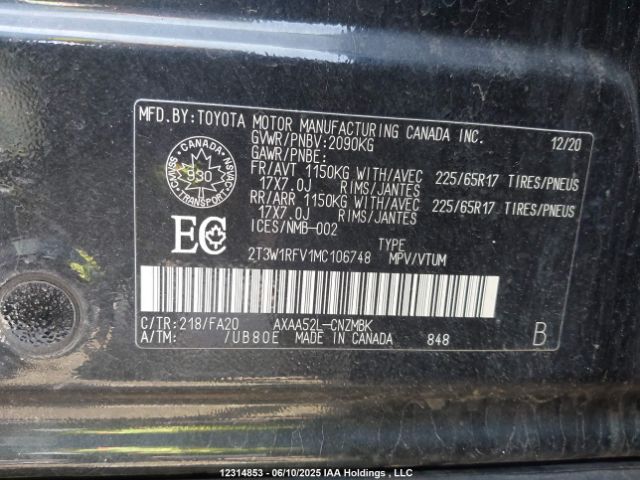 MFD.BY:TOYOTA MOTOR MANUFACTURING CANADA INC. 12/20
GVWR/PNBV:2090KG
GAWR/PNBE:
FR/AVT 1150KG WITH/AVEC 225/65R17 TIRES/PNEUS
17X7.0J RIMS/JANTES
RR/ARR 1150KG WITH/AVEC 225/65R17 TIRES/PNEUS
17X7.0J RIMS/JANTES
ICES/NMB-002
CANADA
CMVSS 930 NSVAC
TRANSPORT
EC
TYPE
2T3W1RFV1MC106748 MPV/VTUM
C/TR:218/FA20 AXAA52L-CNZMBK
A/TM: /UB80E MADE IN CANADA 848 B
12314853 - 06/10/2025 IAA Holdings , LLC